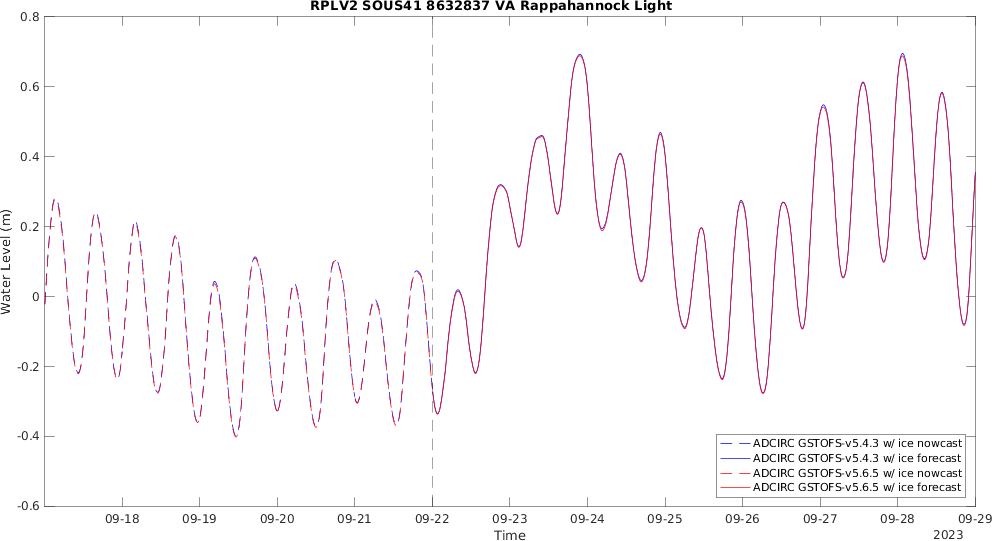 RPLV2 SOUS41 8632837 VA Rappahannock Light
0.8
0.6
0.4
0.2
0
-0.2
-0.4
-0.6
Water Level (m)
ADCIRC GSTOFS-v5.4.3 w/ ice nowcast
ADCIRC GSTOFS-v5.4.3 w/ ice forecast
ADCIRC GSTOFS-v5.6.5 w/ ice nowcast
ADCIRC GSTOFS-v5.6.5 w/ ice forecast
09-18 09-19 09-20 09-21 09-22 09-23 09-24 09-25 09-26 09-27 09-28 09-29
Time
2023